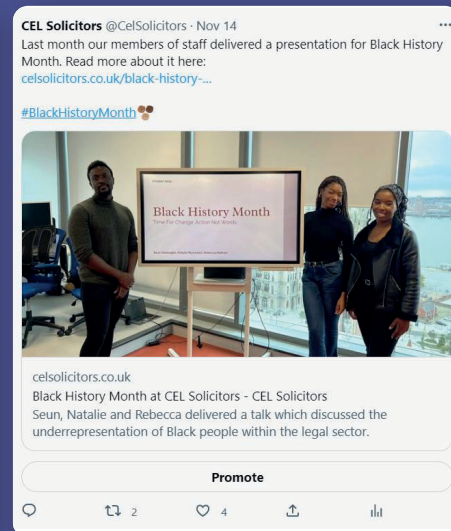 CEL Solicitors @CelSolicitors · Nov 14
Last month our members of staff delivered a presentation for Black History
Month. Read more about it here:
celsolicitors.co.uk/black-history-...
#BlackHistoryMonth
Black History Month
Time For Change: Action Not Words
celsolicitors.co.uk
Black History Month at CEL Solicitors - CEL Solicitors
Seun, Natalie and Rebecca delivered a talk which discussed the
underrepresentation of Black people within the legal sector.
Promote
2
4